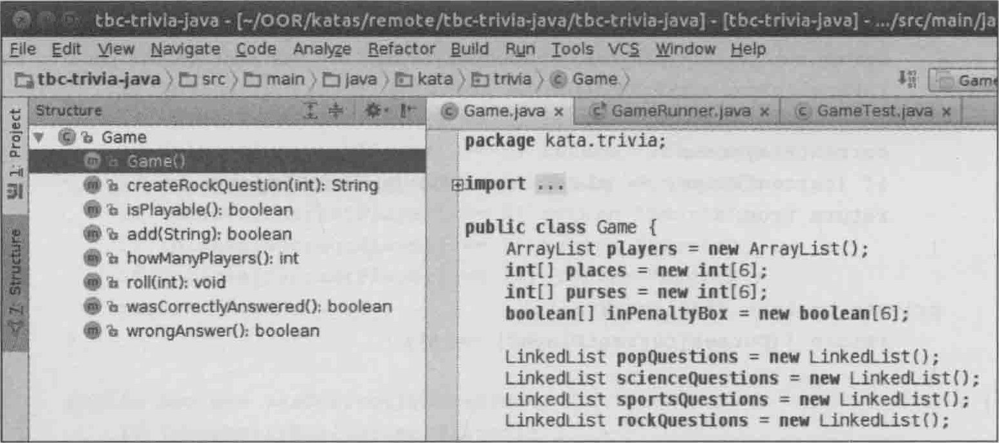 tbc-trivia-java - [~/OOR/katas/remote/tbc-trivia-java/tbc-trivia-java] - [tbc-trivia-java] - .../src/main/ja
File Edit View Navigate Code Analyze Refactor Build Run Tools VCS Window Help
tbc-trivia-java src main java kata trivia Game Game
1: Project
7: Structure
Structure
Game
Game()
createRockQuestion(int): String
isPlayable(): boolean
add(String): boolean
howManyPlayers(): int
roll(int): void
wasCorrectlyAnswered(): boolean
wrongAnswer(): boolean
Game.java × GameRunner.java × GameTest.java ×
package kata.trivia;
import ...
public class Game {
ArrayList players = new ArrayList();
int[] places = new int[6];
int[] purses = new int[6];
boolean[] inPenaltyBox = new boolean[6];
LinkedList popQuestions = new LinkedList();
LinkedList scienceQuestions = new LinkedList();
LinkedList sportsQuestions = new LinkedList();
LinkedList rockQuestions = new LinkedList();